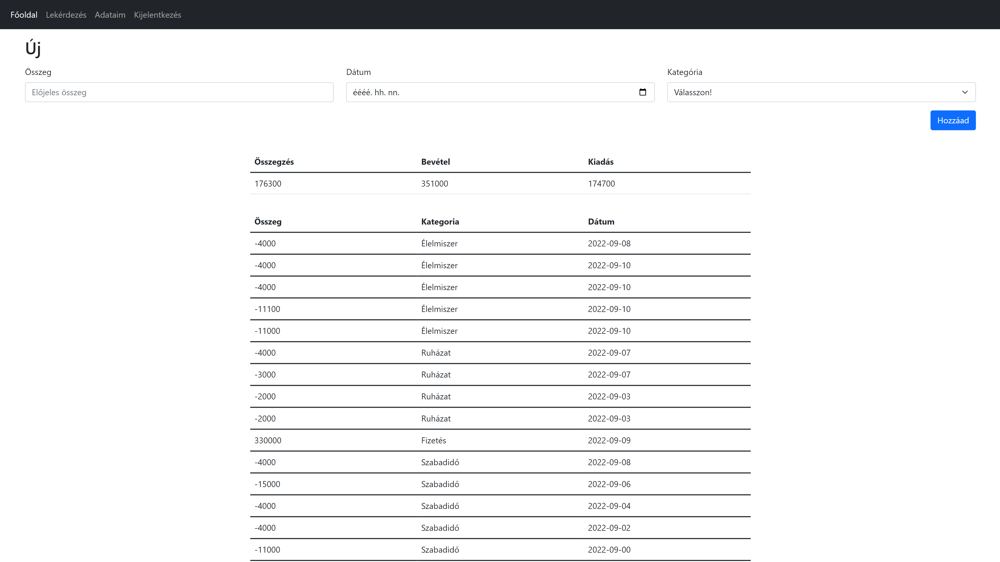 Főoldal Lekérdezés Adataim Kijelentkezés
Új
Összeg Dátum Kategória
Előjeles összeg éééé. hh. nn. Válasszon!
Hozzáad
Összegzés Bevétel Kiadás
176300 351000 174700
Összeg Kategoria Dátum
-4000 Élelmiszer 2022-09-08
-4000 Élelmiszer 2022-09-10
-4000 Élelmiszer 2022-09-10
-11100 Élelmiszer 2022-09-10
-11000 Élelmiszer 2022-09-10
-4000 Ruházat 2022-09-07
-3000 Ruházat 2022-09-07
-2000 Ruházat 2022-09-03
-2000 Ruházat 2022-09-03
330000 Fizetés 2022-09-09
-4000 Szabadidő 2022-09-08
-15000 Szabadidő 2022-09-06
-4000 Szabadidő 2022-09-04
-4000 Szabadidő 2022-09-02
-11000 Szabadidő 2022-09-00